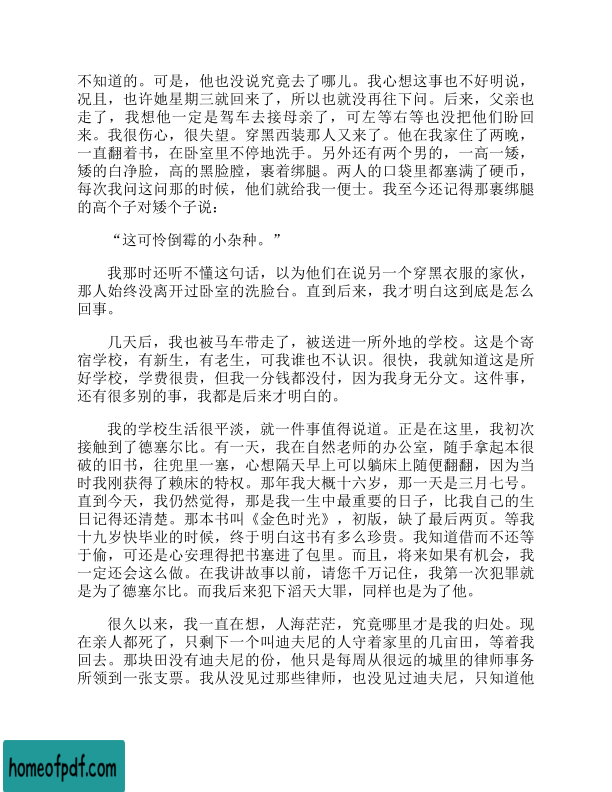 不知道的。可是，他也没说究竟去了哪儿。我心想这事也不好明说，
况且，也许她星期三就回来了，所以也就没再往下问。后来，父亲也
走了，我想他一定是驾车去接母亲了，可左等右等也没把他们盼回
来。我很伤心，很失望。穿黑西装那人又来了。他在我家住了两晚，
一直翻着书，在卧室里不停地洗手。另外还有两个男的，一高一矮，
矮的白净脸，高的黑脸膛，裹着绑腿。两人的口袋里都塞满了硬币，
每次我问这问那的时候，他们就给我一便士。我至今还记得那裹绑腿
的高个子对矮个子说：
“这可怜倒霉的小杂种。”
我那时还听不懂这句话，以为他们在说另一个穿黑衣服的家伙，
那人始终没离开过卧室的洗脸台。直到后来，我才明白这到底是怎么
回事。
几天后，我也被马车带走了，被送进一所外地的学校。这是个寄
宿学校，有新生，有老生，可我谁也不认识。很快，我就知道这是所
好学校，学费很贵，但我一分钱都没付，因为我身无分文。这件事，
还有很多别的事，我都是后来才明白的。
我的学校生活很平淡，就一件事值得说道。正是在这里，我初次
接触到了德塞尔比。有一天，我在自然老师的办公室，随手拿起本很
破的旧书，往兜里一塞，心想隔天早上可以躺床上随便翻翻，因为当
时我刚获得了赖床的特权。那年我大概十六岁，那一天是三月七号。
直到今天，我仍然觉得，那是我一生中最重要的日子，比我自己的生
日记得还清楚。那本书叫《金色时光》，初版，缺了最后两页。等我
十九岁快毕业的时候，终于明白这书有多么珍贵。我知道借而不还等
于偷，可还是心安理得把书塞进了包里。而且，将来如果有机会，我
一定还会这么做。在我讲故事以前，请您千万记住，我第一次犯罪就
是为了德塞尔比。而我后来犯下滔天大罪，同样也是为了他。
很久以来，我一直在想，人海茫茫，究竟哪里才是我的归处。现
在亲人都死了，只剩下一个叫迪夫尼的人守着家里的几亩田，等着我
回去。那块田没有迪夫尼的份，他只是每周从很远的城里的律师事务
所领到一张支票。我从没见过那些律师，也没见过迪夫尼，只知道他
homeofpdf.com